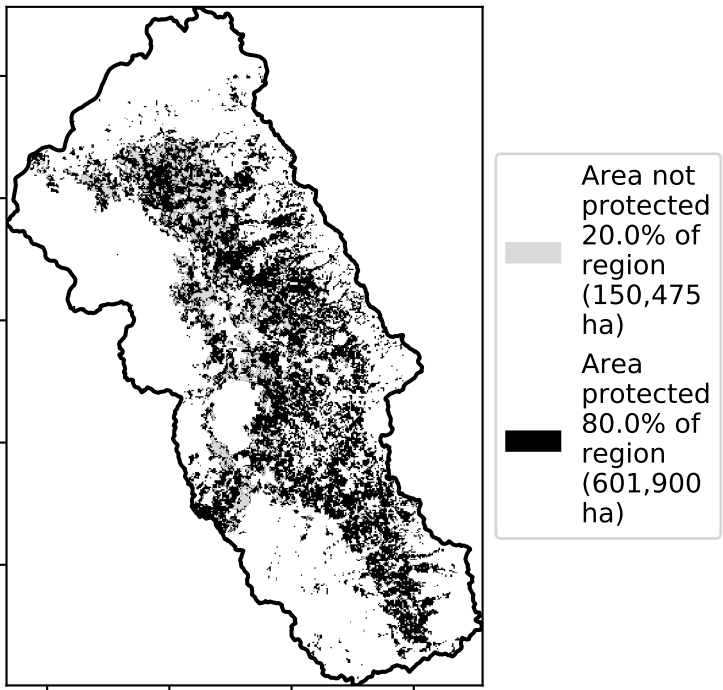 Area not
protected
20.0% of
region
(150,475
ha)
Area
protected
80.0% of
region
(601,900
ha)